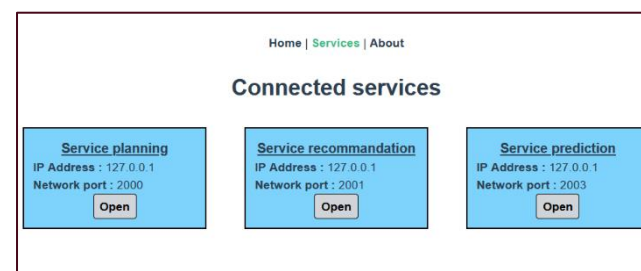 Home | Services | About
Connected services
Service planning
IP Address : 127.0.0.1
Network port : 2000
Open
Service recommandation
IP Address : 127.0.0.1
Network port : 2001
Open
Service prediction
IP Address : 127.0.0.1
Network port : 2003
Open